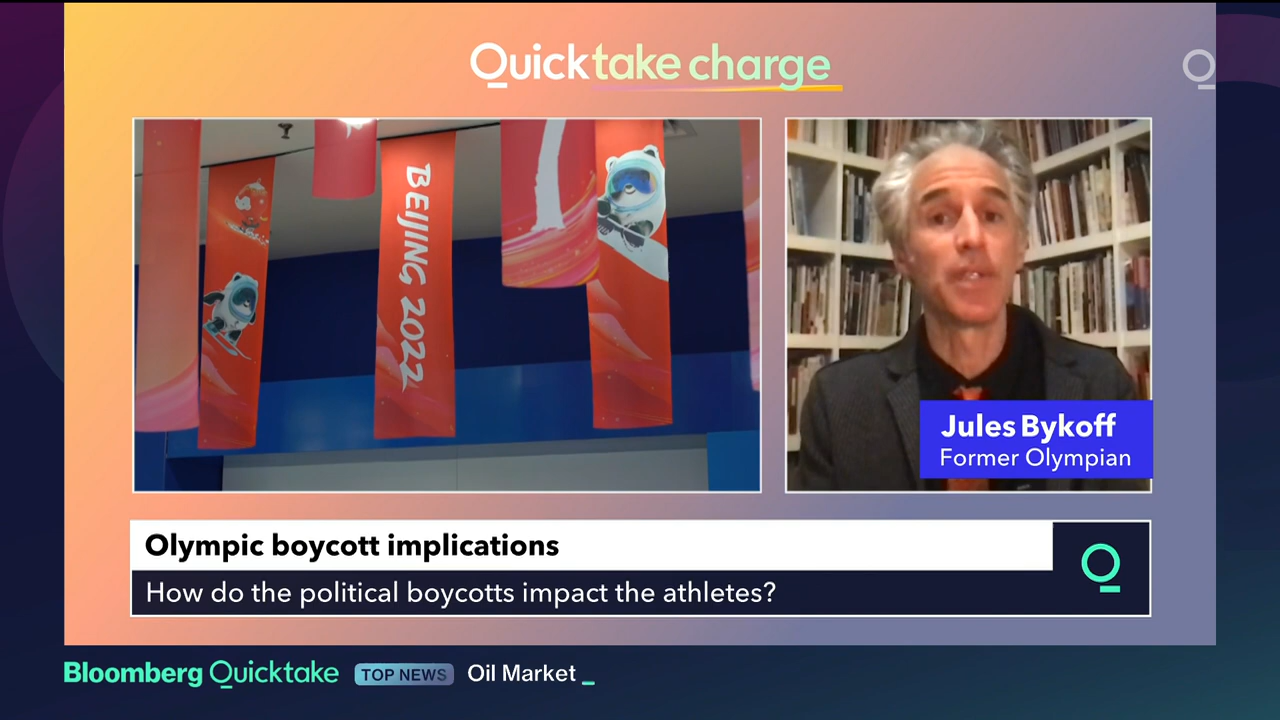 Quicktake charge
BEIJING 2022
Jules Bykoff
Former Olympian
Olympic boycott implications
How do the political boycotts impact the athletes?
Bloomberg Quicktake
TOP NEWS
Oil Market _